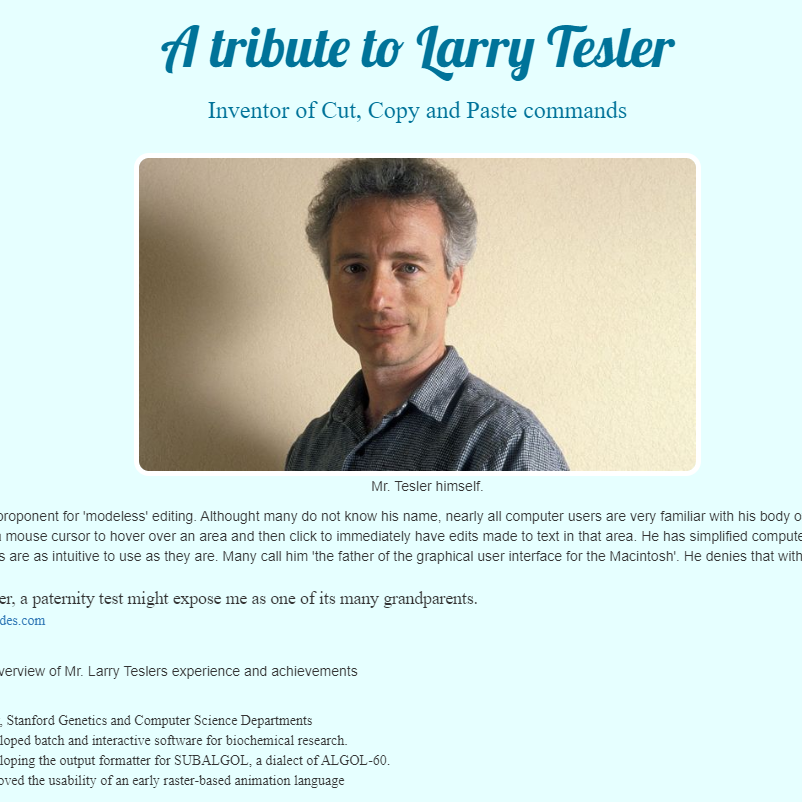 A tribute to Larry Tesler
Inventor of Cut, Copy and Paste commands
Mr. Tesler himself.
proponent for 'modeless' editing. Althought many do not know his name, nearly all computer users are very familiar with his body o
mouse cursor to hover over an area and then click to immediately have edits made to text in that area. He has simplified compute
s are as intuitive to use as they are. Many call him 'the father of the graphical user interface for the Macintosh'. He denies that with
er, a paternity test might expose me as one of its many grandparents.
des.com
verview of Mr. Larry Teslers experience and achievements
, Stanford Genetics and Computer Science Departments
loped batch and interactive software for biochemical research.
loping the output formatter for SUBALGOL, a dialect of ALGOL-60.
oved the usability of an early raster-based animation language